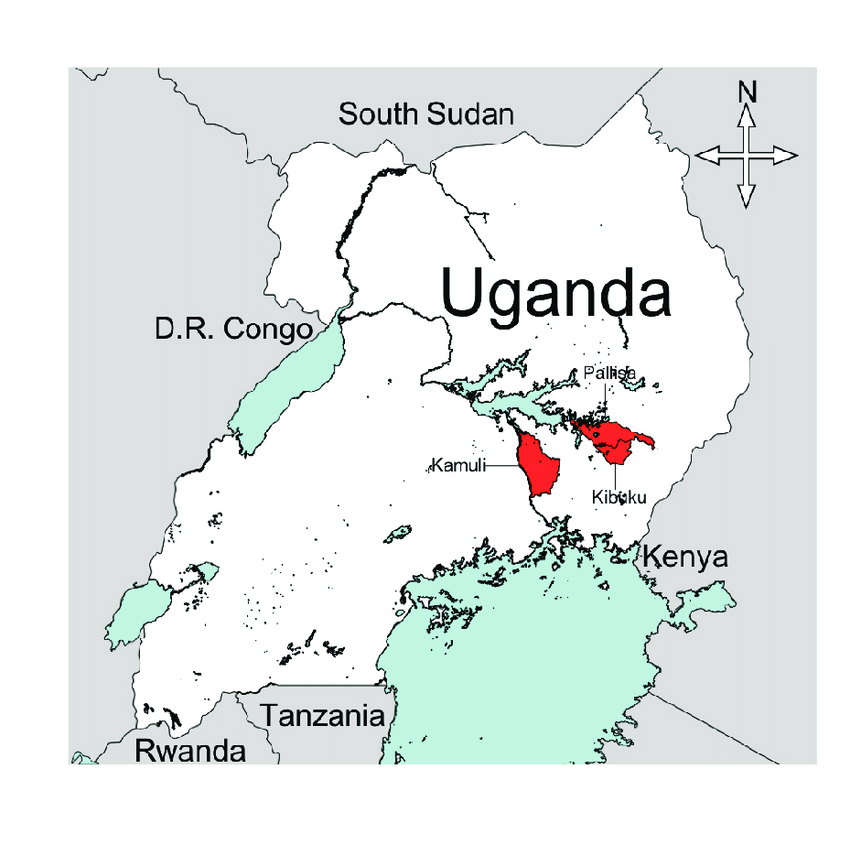 N
South Sudan
Uganda
D.R. Congo
Pallisa
Kamuli
Kibuku
Kenya
Tanzania
Rwanda